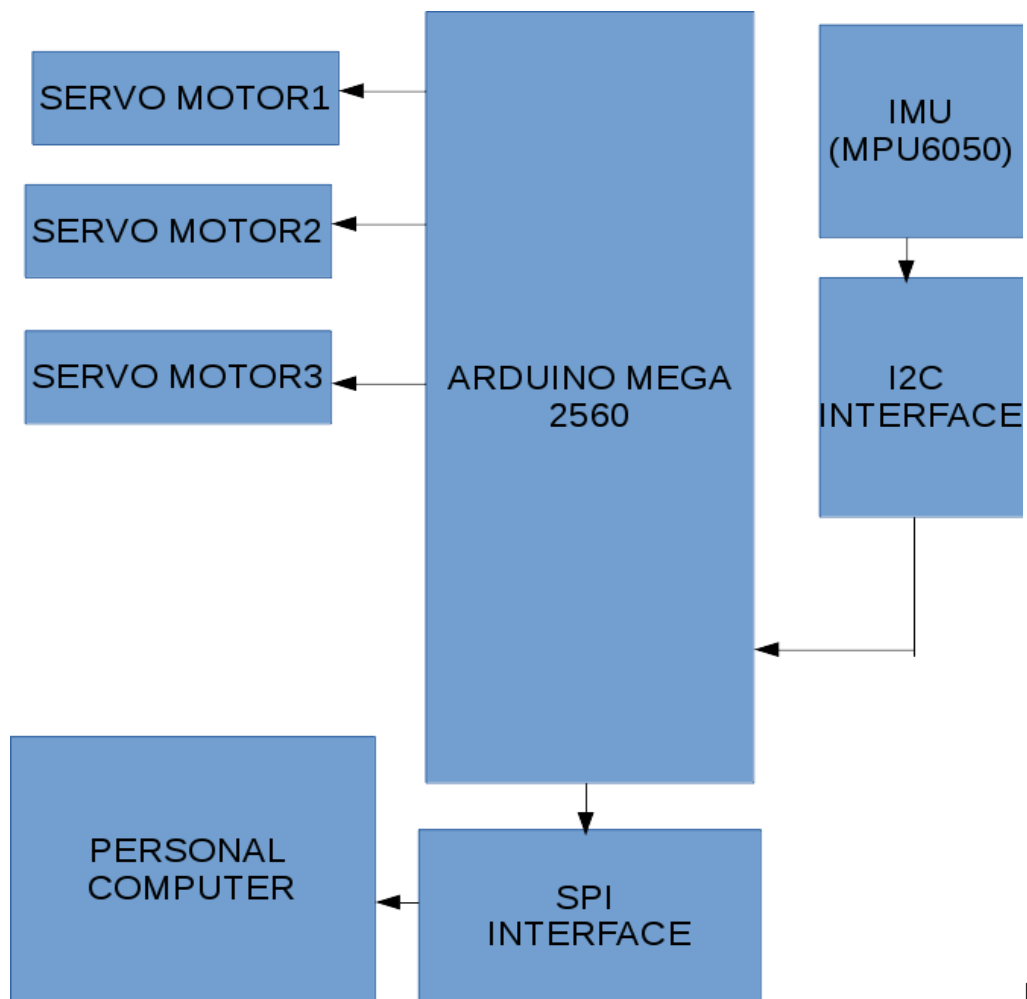 SERVO MOTOR1
SERVO MOTOR2
SERVO MOTOR3
ARDUINO MEGA
2560
IMU
(MPU6050)
I2C
INTERFACE
PERSONAL
COMPUTER
SPI
INTERFACE